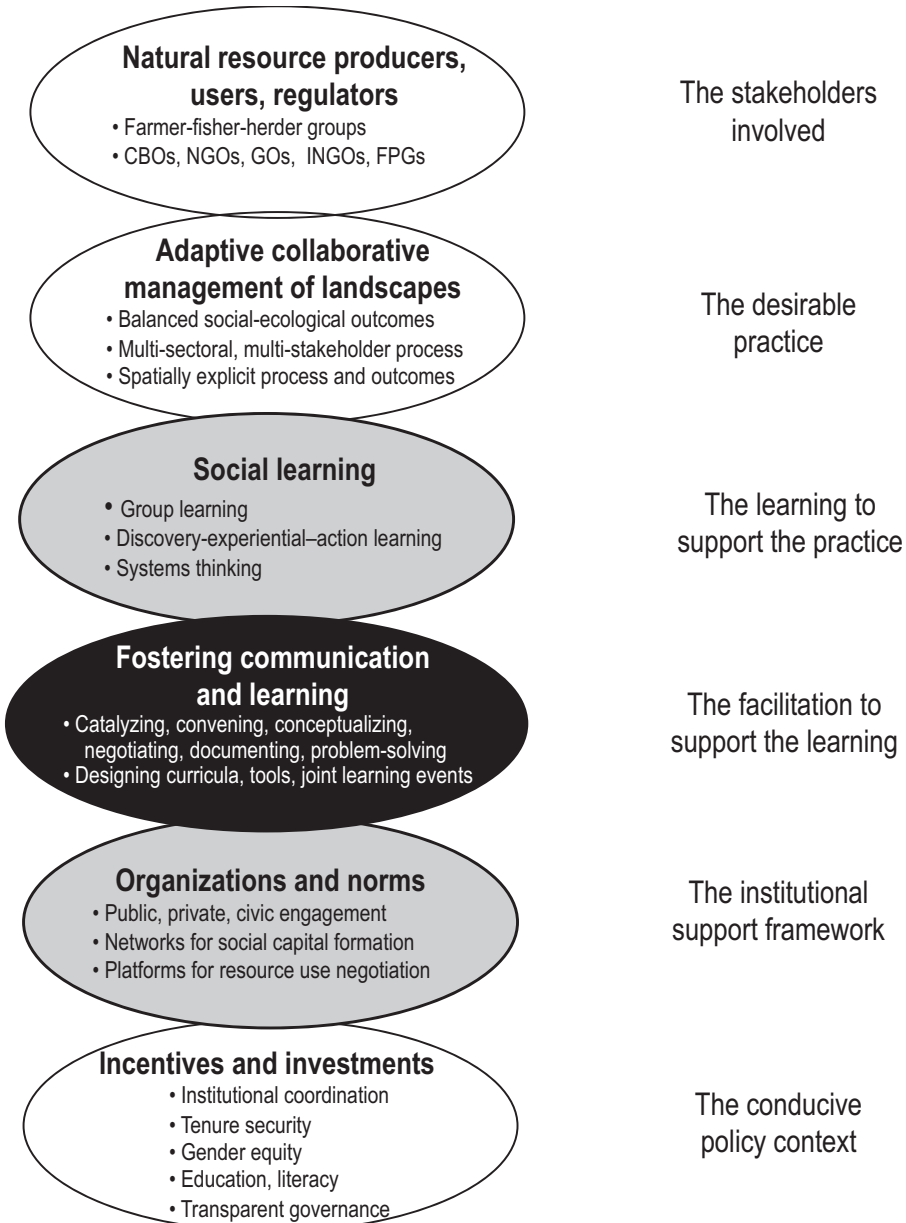 Natural resource producers,
users, regulators
• Farmer-fisher-herder groups
• CBOs, NGOs, GOs, INGOs, FPGs
The stakeholders
involved
Adaptive collaborative
management of landscapes
• Balanced social-ecological outcomes
• Multi-sectoral, multi-stakeholder process
• Spatially explicit process and outcomes
The desirable
practice
Social learning
• Group learning
• Discovery-experiential–action learning
• Systems thinking
The learning to
support the practice
Fostering communication
and learning
• Catalyzing, convening, conceptualizing,
negotiating, documenting, problem-solving
• Designing curricula, tools, joint learning events
The facilitation to
support the learning
Organizations and norms
• Public, private, civic engagement
• Networks for social capital formation
• Platforms for resource use negotiation
The institutional
support framework
Incentives and investments
• Institutional coordination
• Tenure security
• Gender equity
• Education, literacy
• Transparent governance
The conducive
policy context